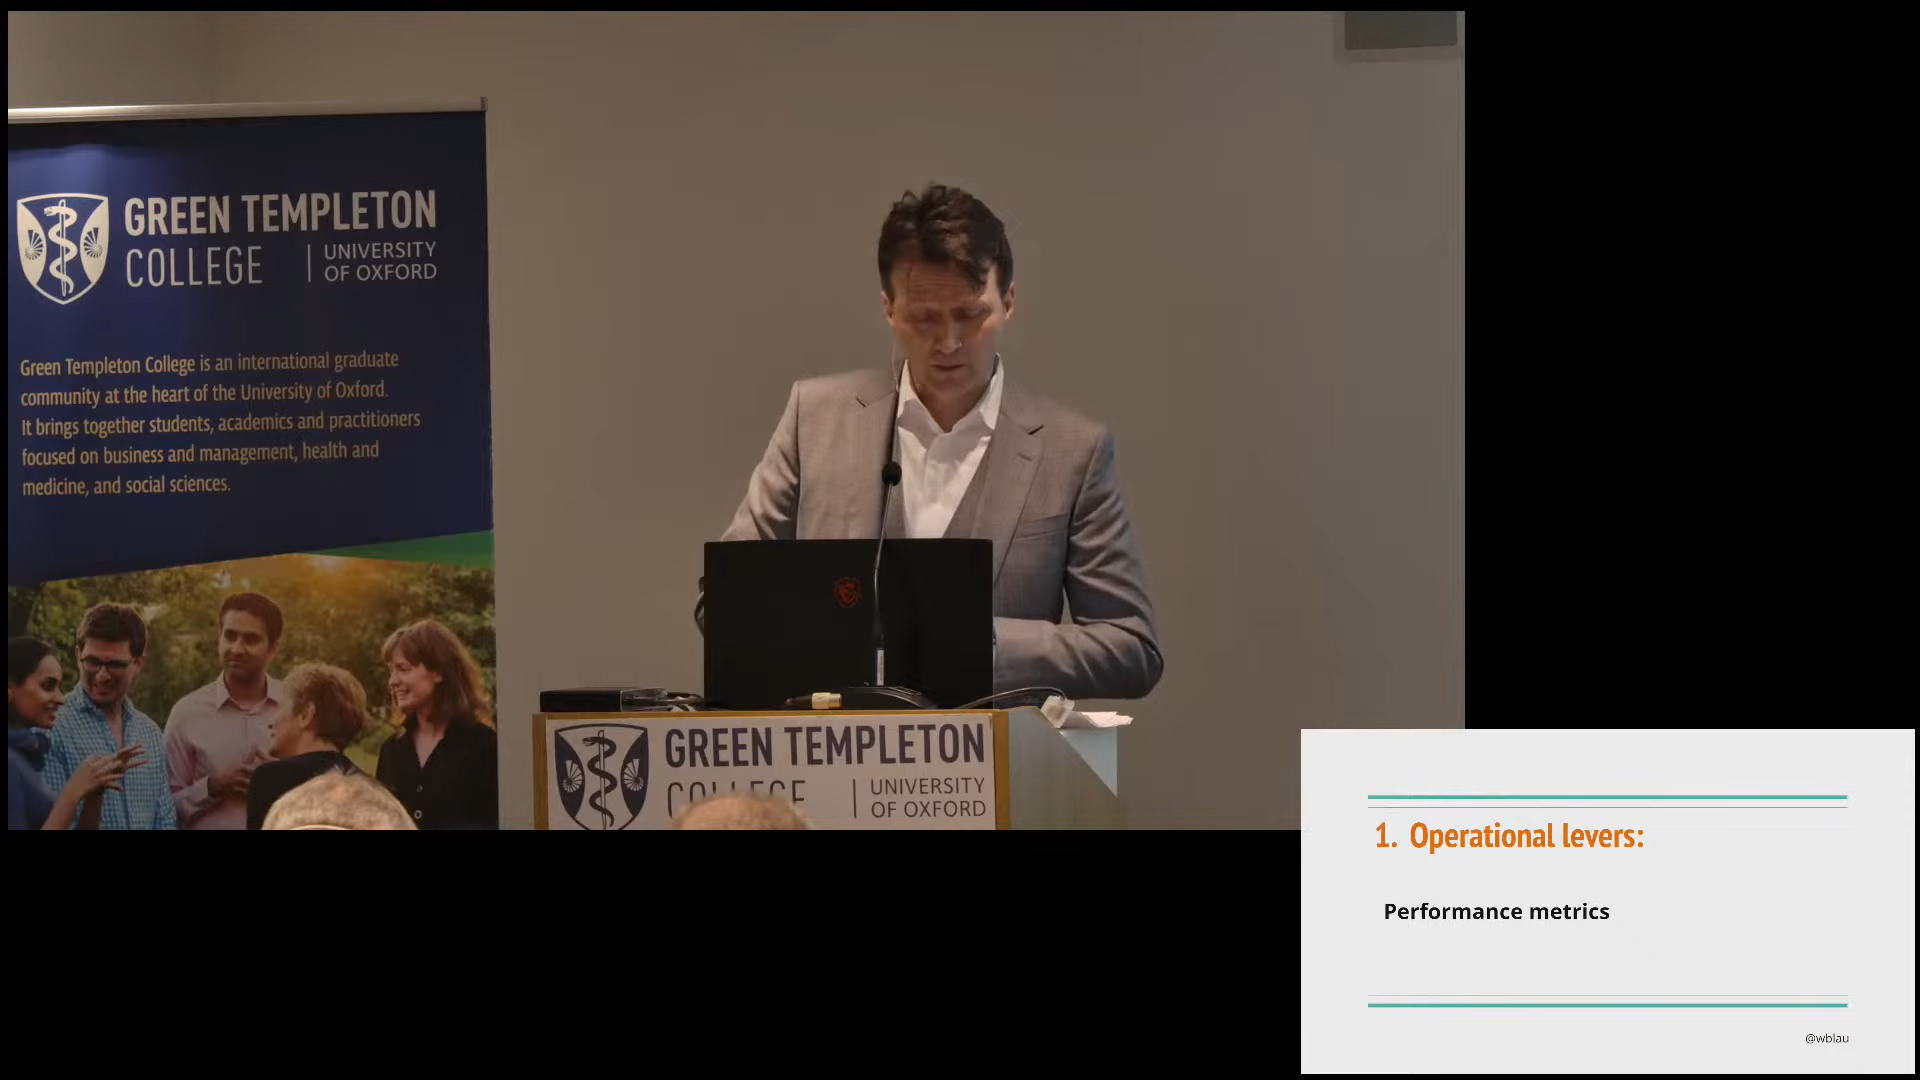 GREEN TEMPLETON
COLLEGE
UNIVERSITY
OF OXFORD
Green Templeton College is an international graduate
community at the heart of the University of Oxford.
It brings together students, academics and practitioners
focused on business and management, health and
medicine, and social sciences.
GREEN TEMPLETON
COLLEGE
UNIVERSITY
OF OXFORD
1. Operational levers:
Performance metrics
@wblau